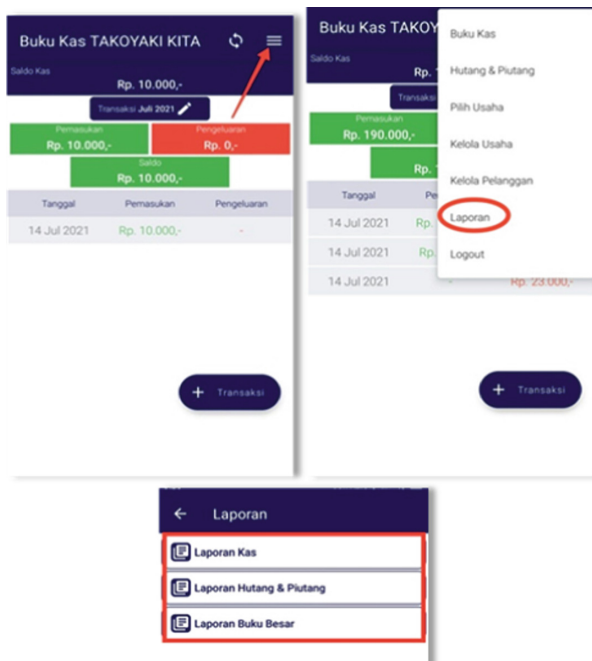 Buku Kas TAKOYAKI KITA
Saldo Kas
Rp. 10.000,-
Transaksi Juli 2021
Pemasukan Pengeluaran
Rp. 10.000,- Rp. 0,-
Saldo
Rp. 10.000,-
Tanggal Pemasukan Pengeluaran
14 Jul 2021 Rp. 10.000,- -
+ Transaksi
Buku Kas TAKOY
Saldo Kas
Rp.
Transaksi
Pemasukan
Rp. 190.000,-
Rp.
Tanggal Pe
14 Jul 2021 Rp.
14 Jul 2021 Rp.
14 Jul 2021 - Rp. 23.000,-
+ Transaksi
Buku Kas
Hutang & Piutang
Pilih Usaha
Kelola Usaha
Kelola Pelanggan
Laporan
Logout
Laporan
Laporan Kas
Laporan Hutang & Piutang
Laporan Buku Besar